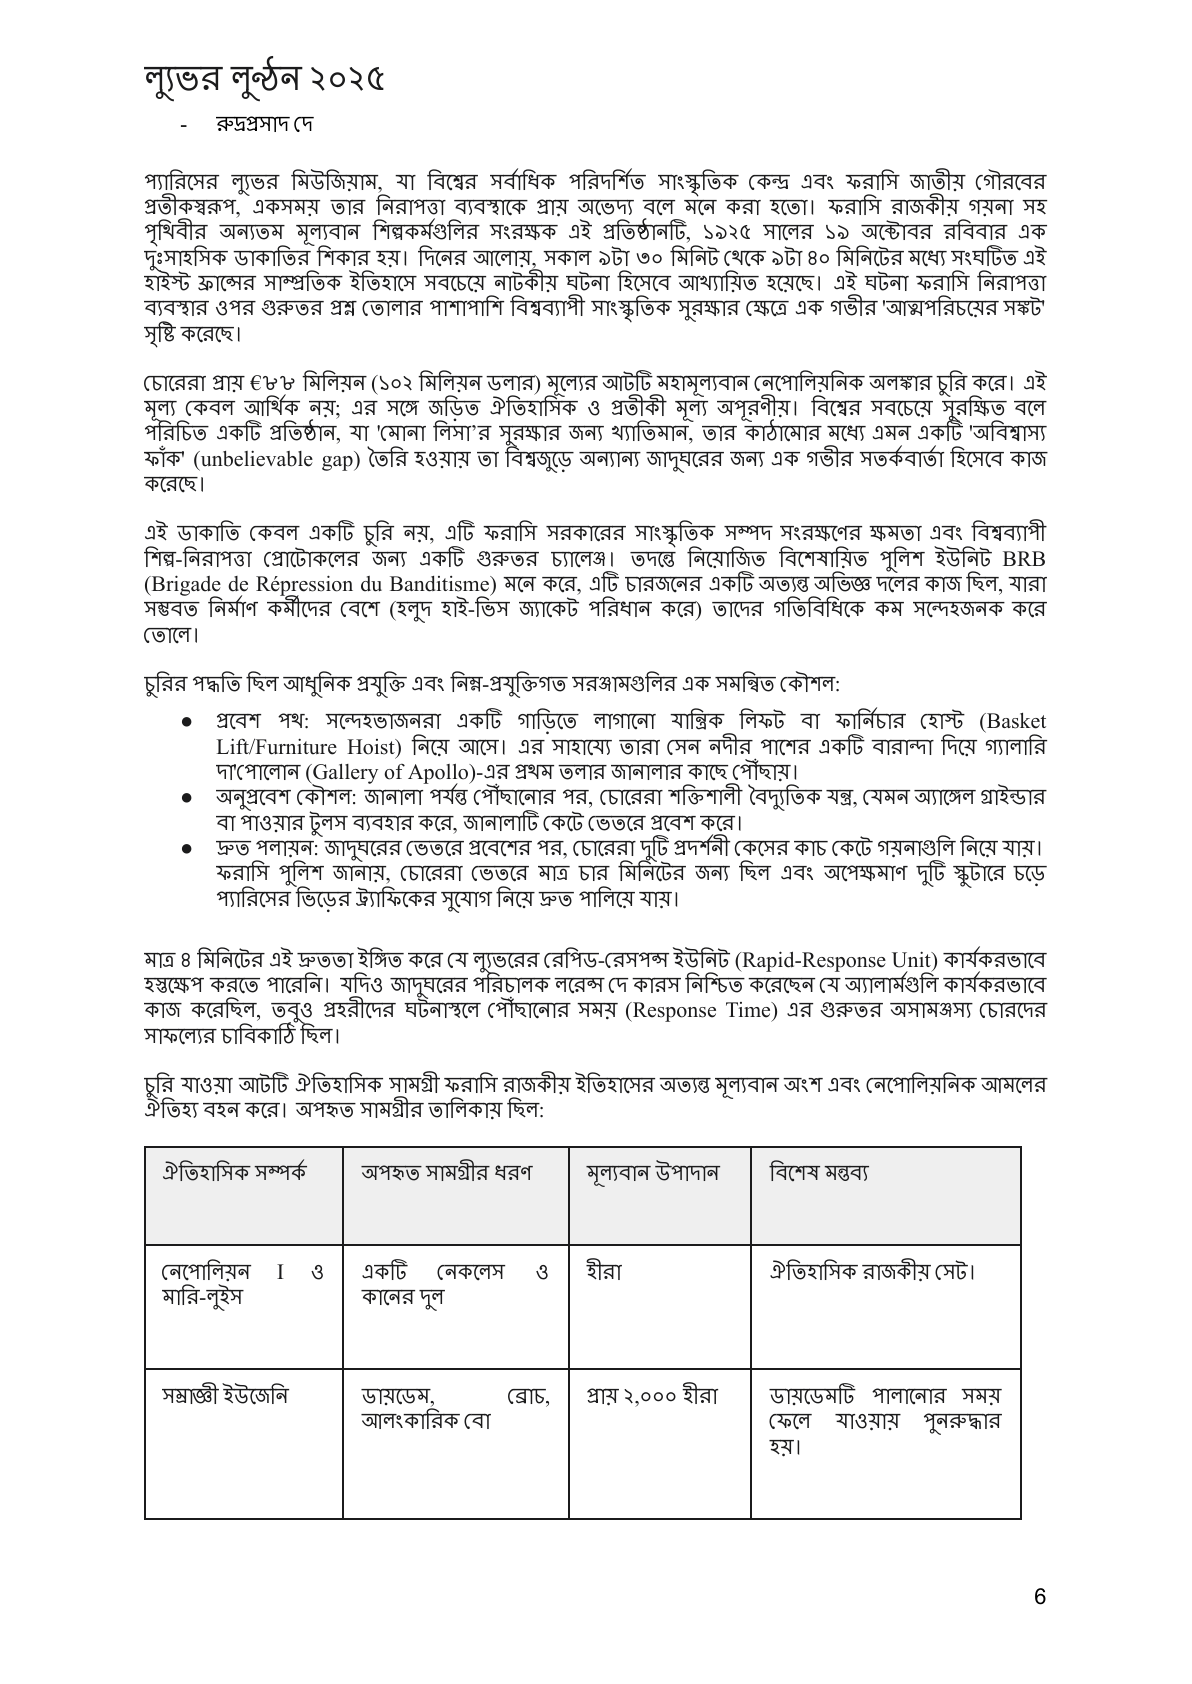 ল্যুভর লুন্ঠন ২০২৫
- রুদ্রপ্রসাদ দে
প্যারিসের ল্যুভর মিউজিয়াম, যা বিশ্বের সর্বাধিক পরিদর্শিত সাংস্কৃতিক কেন্দ্র এবং ফরাসি জাতীয় গৌরবের
প্রতীকস্বরূপ, একসময় তার নিরাপত্তা ব্যবস্থাকে প্রায় অভেদ্য বলে মনে করা হতো। ফরাসি রাজকীয় গয়না সহ
পৃথিবীর অন্যতম মূল্যবান শিল্পকর্মগুলির সংরক্ষক এই প্রতিষ্ঠানটি, ১৯২৫ সালের ১৯ অক্টোবর রবিবার এক
দুঃসাহসিক ডাকাতির শিকার হয়। দিনের আলোয়, সকাল ৯টা ৩০ মিনিট থেকে ৯টা ৪০ মিনিটের মধ্যে সংঘটিত এই
হাইস্ট ফ্রান্সের সাম্প্রতিক ইতিহাসে সবচেয়ে নাটকীয় ঘটনা হিসেবে আখ্যায়িত হয়েছে। এই ঘটনা ফরাসি নিরাপত্তা
ব্যবস্থার ওপর গুরুতর প্রশ্ন তোলার পাশাপাশি বিশ্বব্যাপী সাংস্কৃতিক সুরক্ষার ক্ষেত্রে এক গভীর 'আত্মপরিচয়ের সঙ্কট'
সৃষ্টি করেছে।
চোরেরা প্রায় €৮৮ মিলিয়ন (১০২ মিলিয়ন ডলার) মূল্যের আটটি মহামূল্যবান নেপোলিয়নিক অলঙ্কার চুরি করে। এই
মূল্য কেবল আর্থিক নয়; এর সঙ্গে জড়িত ঐতিহাসিক ও প্রতীকী মূল্য অপূরণীয়। বিশ্বের সবচেয়ে সুরক্ষিত বলে
পরিচিত একটি প্রতিষ্ঠান, যা 'মোনা লিসা’র সুরক্ষার জন্য খ্যাতিমান, তার কাঠামোর মধ্যে এমন একটি 'অবিশ্বাস্য
ফাঁক' (unbelievable gap) তৈরি হওয়ায় তা বিশ্বজুড়ে অন্যান্য জাদুঘরের জন্য এক গভীর সতর্কবার্তা হিসেবে কাজ
করেছে।
এই ডাকাতি কেবল একটি চুরি নয়, এটি ফরাসি সরকারের সাংস্কৃতিক সম্পদ সংরক্ষণের ক্ষমতা এবং বিশ্বব্যাপী
শিল্প-নিরাপত্তা প্রোটোকলের জন্য একটি গুরুতর চ্যালেঞ্জ। তদন্তে নিয়োজিত বিশেষায়িত পুলিশ ইউনিট BRB
(Brigade de Répression du Banditisme) মনে করে, এটি চারজনের একটি অত্যন্ত অভিজ্ঞ দলের কাজ ছিল, যারা
সম্ভবত নির্মাণ কর্মীদের বেশে (হলুদ হাই-ভিস জ্যাকেট পরিধান করে) তাদের গতিবিধিকে কম সন্দেহজনক করে
তোলে।
চুরির পদ্ধতি ছিল আধুনিক প্রযুক্তি এবং নিম্ন-প্রযুক্তিগত সরঞ্জামগুলির এক সমন্বিত কৌশল:
● প্রবেশ পথ: সন্দেহভাজনরা একটি গাড়িতে লাগানো যান্ত্রিক লিফট বা ফার্নিচার হোস্ট (Basket
Lift/Furniture Hoist) নিয়ে আসে। এর সাহায্যে তারা সেন নদীর পাশের একটি বারান্দা দিয়ে গ্যালারি
দা'পোলোন (Gallery of Apollo)-এর প্রথম তলার জানালার কাছে পৌঁছায়।
● অনুপ্রবেশ কৌশল: জানালা পর্যন্ত পৌঁছানোর পর, চোরেরা শক্তিশালী বৈদ্যুতিক যন্ত্র, যেমন অ্যাঙ্গেল গ্রাইন্ডার
বা পাওয়ার টুলস ব্যবহার করে, জানালাটি কেটে ভেতরে প্রবেশ করে।
● দ্রুত পলায়ন: জাদুঘরের ভেতরে প্রবেশের পর, চোরেরা দুটি প্রদর্শনী কেসের কাচ কেটে গয়নাগুলি নিয়ে যায়।
ফরাসি পুলিশ জানায়, চোরেরা ভেতরে মাত্র চার মিনিটের জন্য ছিল এবং অপেক্ষমাণ দুটি স্কুটারে চড়ে
প্যারিসের ভিড়ের ট্র্যাফিকের সুযোগ নিয়ে দ্রুত পালিয়ে যায়।
মাত্র ৪ মিনিটের এই দ্রুততা ইঙ্গিত করে যে ল্যুভরের রেপিড-রেসপন্স ইউনিট (Rapid-Response Unit) কার্যকরভাবে
হস্তক্ষেপ করতে পারেনি। যদিও জাদুঘরের পরিচালক লরেন্স দে কারস নিশ্চিত করেছেন যে অ্যালার্মগুলি কার্যকরভাবে
কাজ করেছিল, তবুও প্রহরীদের ঘটনাস্থলে পৌঁছানোর সময় (Response Time) এর গুরুতর অসামঞ্জস্য চোরদের
সাফল্যের চাবিকাঠি ছিল।
চুরি যাওয়া আটটি ঐতিহাসিক সামগ্রী ফরাসি রাজকীয় ইতিহাসের অত্যন্ত মূল্যবান অংশ এবং নেপোলিয়নিক আমলের
ঐতিহ্য বহন করে। অপহৃত সামগ্রীর তালিকায় ছিল:
ঐতিহাসিক সম্পর্ক অপহৃত সামগ্রীর ধরণ মূল্যবান উপাদান বিশেষ মন্তব্য
নেপোলিয়ন I ও একটি নেকলেস ও হীরা ঐতিহাসিক রাজকীয় সেট।
মারি-লুইস কানের দুল
সম্রাজ্ঞী ইউজেনি ডায়ডেম, ব্রোচ, প্রায় ২,০০০ হীরা ডায়ডেমটি পালানোর সময়
আলংকারিক বো ফেলে যাওয়ায় পুনরুদ্ধার
হয়।
6